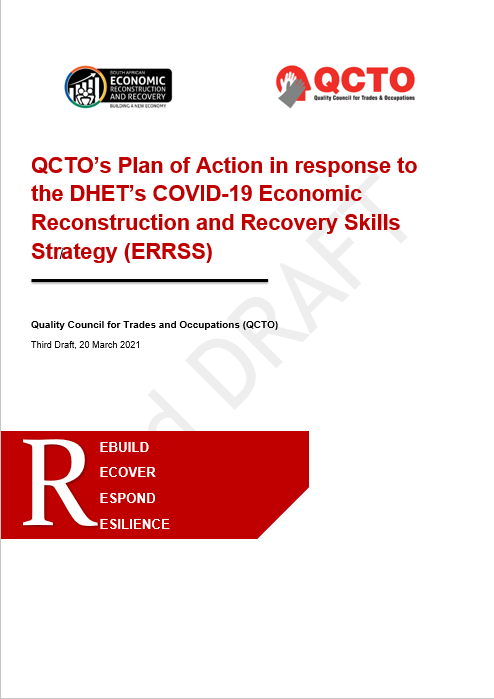 SOUTH AFRICAN
ECONOMIC
RECONSTRUCTION
AND RECOVERY
BUILDING A NEW ECONOMY
QCTO
Quality Council for Trades & Occupations
QCTO's Plan of Action in response to
the DHET's COVID-19 Economic
Reconstruction and Recovery Skills
Strategy (ERRSS)
Quality Council for Trades and Occupations (QCTO)
Third Draft, 20 March 2021
d DRAFT
R
EBUILD
ECOVER
ESPOND
ESILIENCE